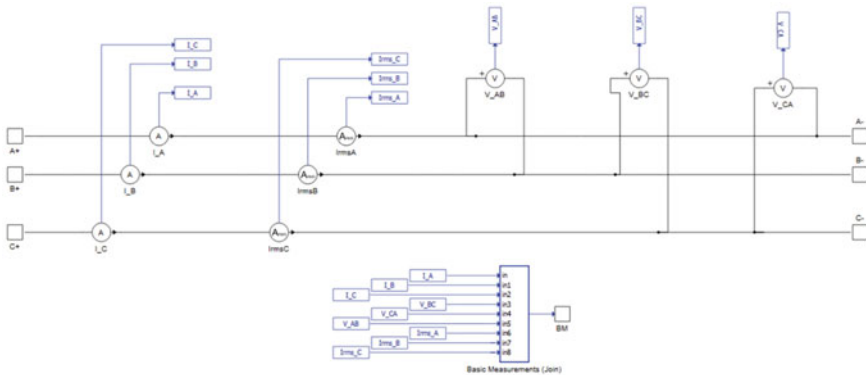 V_AB
V_BC
V_CA
I_C
I_B
I_A
Irms_C
Irms_B
Irms_A
+ V
V_AB
+ V
V_BC
+ V
V_CA
A+
A
I_A
IrmsA
A-
B+
A
I_B
IrmsB
B-
C+
A
I_C
IrmsC
C-
I_A
in
I_B
in1
I_C
in2
V_BC
in3
V_CA
in4
V_AB
in5
Irms_A
in6
Irms_B
in7
Irms_C
in8
BM
Basic Measurements (Join)